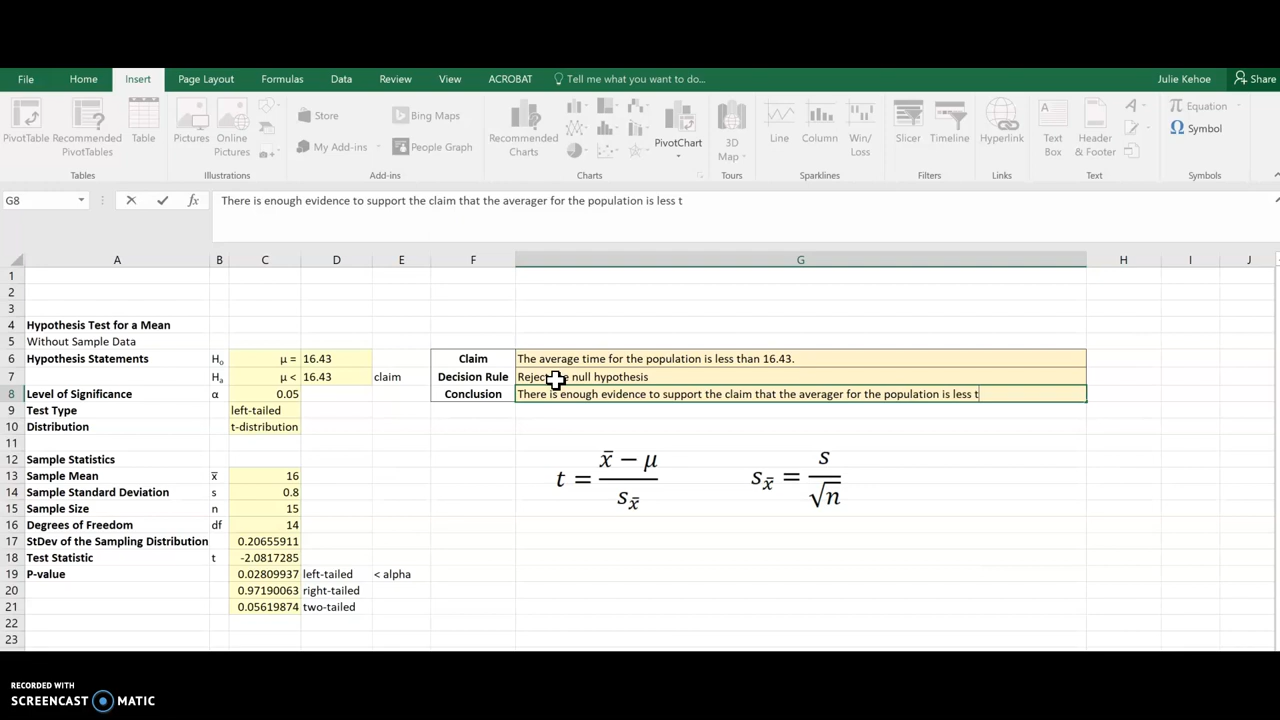 File Home Insert Page Layout Formulas Data Review View ACROBAT Tell me what you want to do... Julie Kehoe Share
PivotTable Recommended PivotTables Table Pictures Online Pictures Store My Add-ins Bing Maps People Graph Recommended Charts PivotChart 3D Map Line Column Win/ Loss Slicer Timeline Hyperlink Text Box Header & Footer Equation Symbol
Tables Illustrations Add-ins Charts Tours Sparklines Filters Links Text Symbols
G8 fx There is enough evidence to support the claim that the averager for the population is less t
A B C D E F G H I J
1
2
3
4 Hypothesis Test for a Mean
5 Without Sample Data
6 Hypothesis Statements Ho μ = 16.43 Claim The average time for the population is less than 16.43.
7 Ha μ < 16.43 claim Decision Rule Reject null hypothesis
8 Level of Significance α 0.05 Conclusion There is enough evidence to support the claim that the averager for the population is less t
9 Test Type left-tailed
10 Distribution t-distribution
11
12 Sample Statistics
13 Sample Mean x̄ 16
14 Sample Standard Deviation s 0.8
15 Sample Size n 15
16 Degrees of Freedom df 14
17 StDev of the Sampling Distribution 0.20655911
18 Test Statistic t -2.0817285
19 P-value 0.02809937 left-tailed < alpha
20 0.97190063 right-tailed
21 0.05619874 two-tailed
22
23
t = (x̄ − μ) / s_x̄ s_x̄ = s / √n
RECORDED WITH
SCREENCAST MATIC